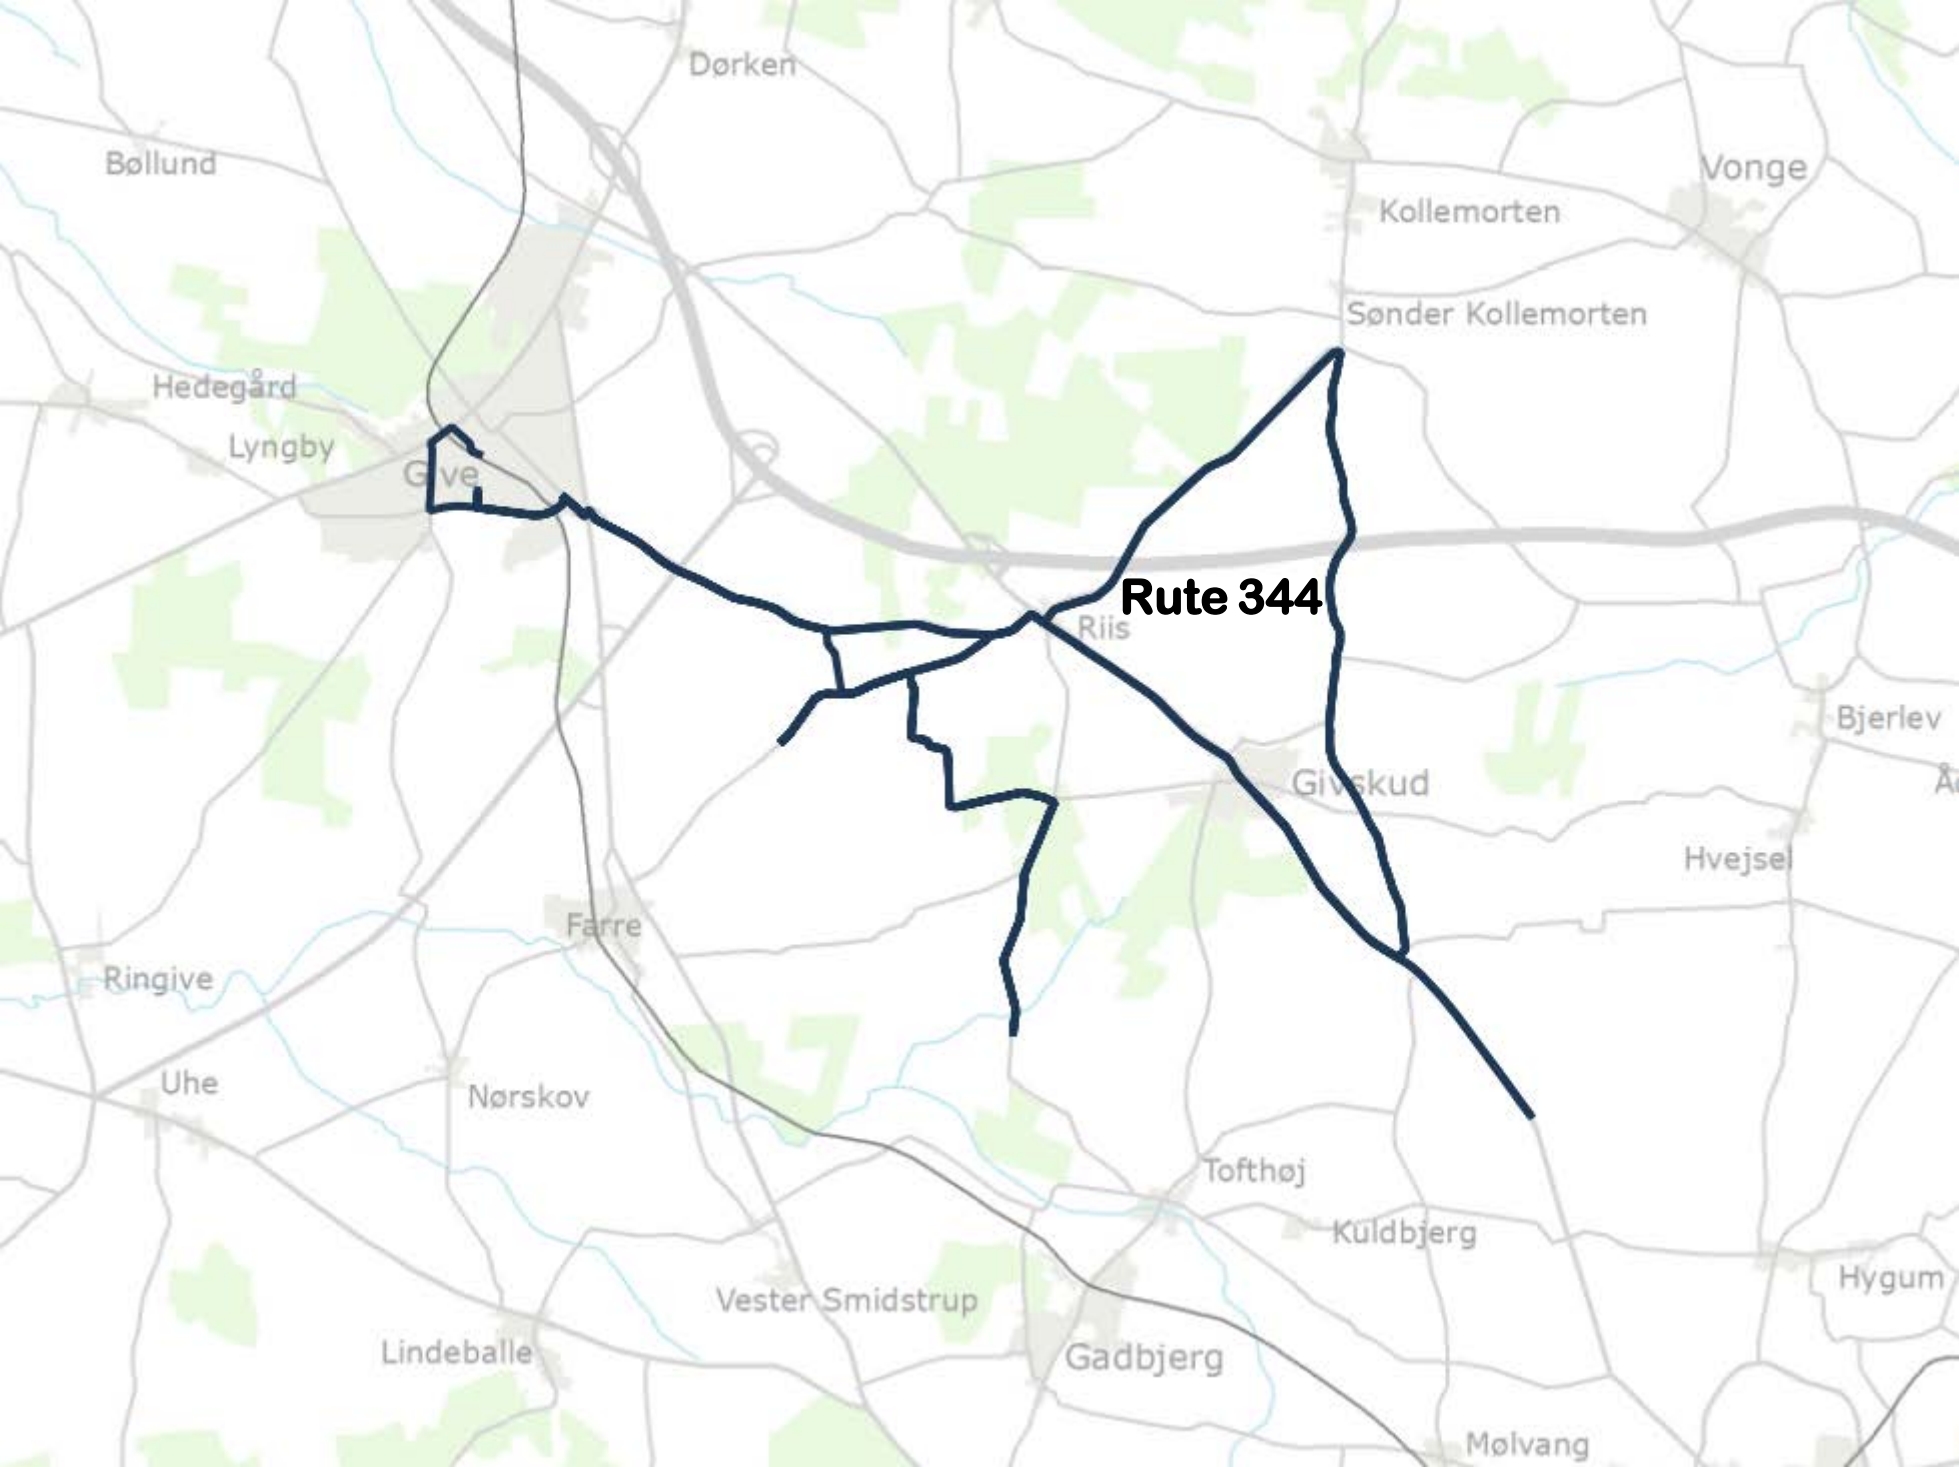 Dørken
Bøllund
Vonge
Kollemorten
Sønder Kollemorten
Hedegård
Lyngby
Give
Rute 344
Riis
Bjerlev
Givskud
Hvejsel
Farre
Ringive
Uhe
Nørskov
Tofthøj
Kuldbjerg
Hygum
Vester Smidstrup
Lindeballe
Gadbjerg
Mølvang